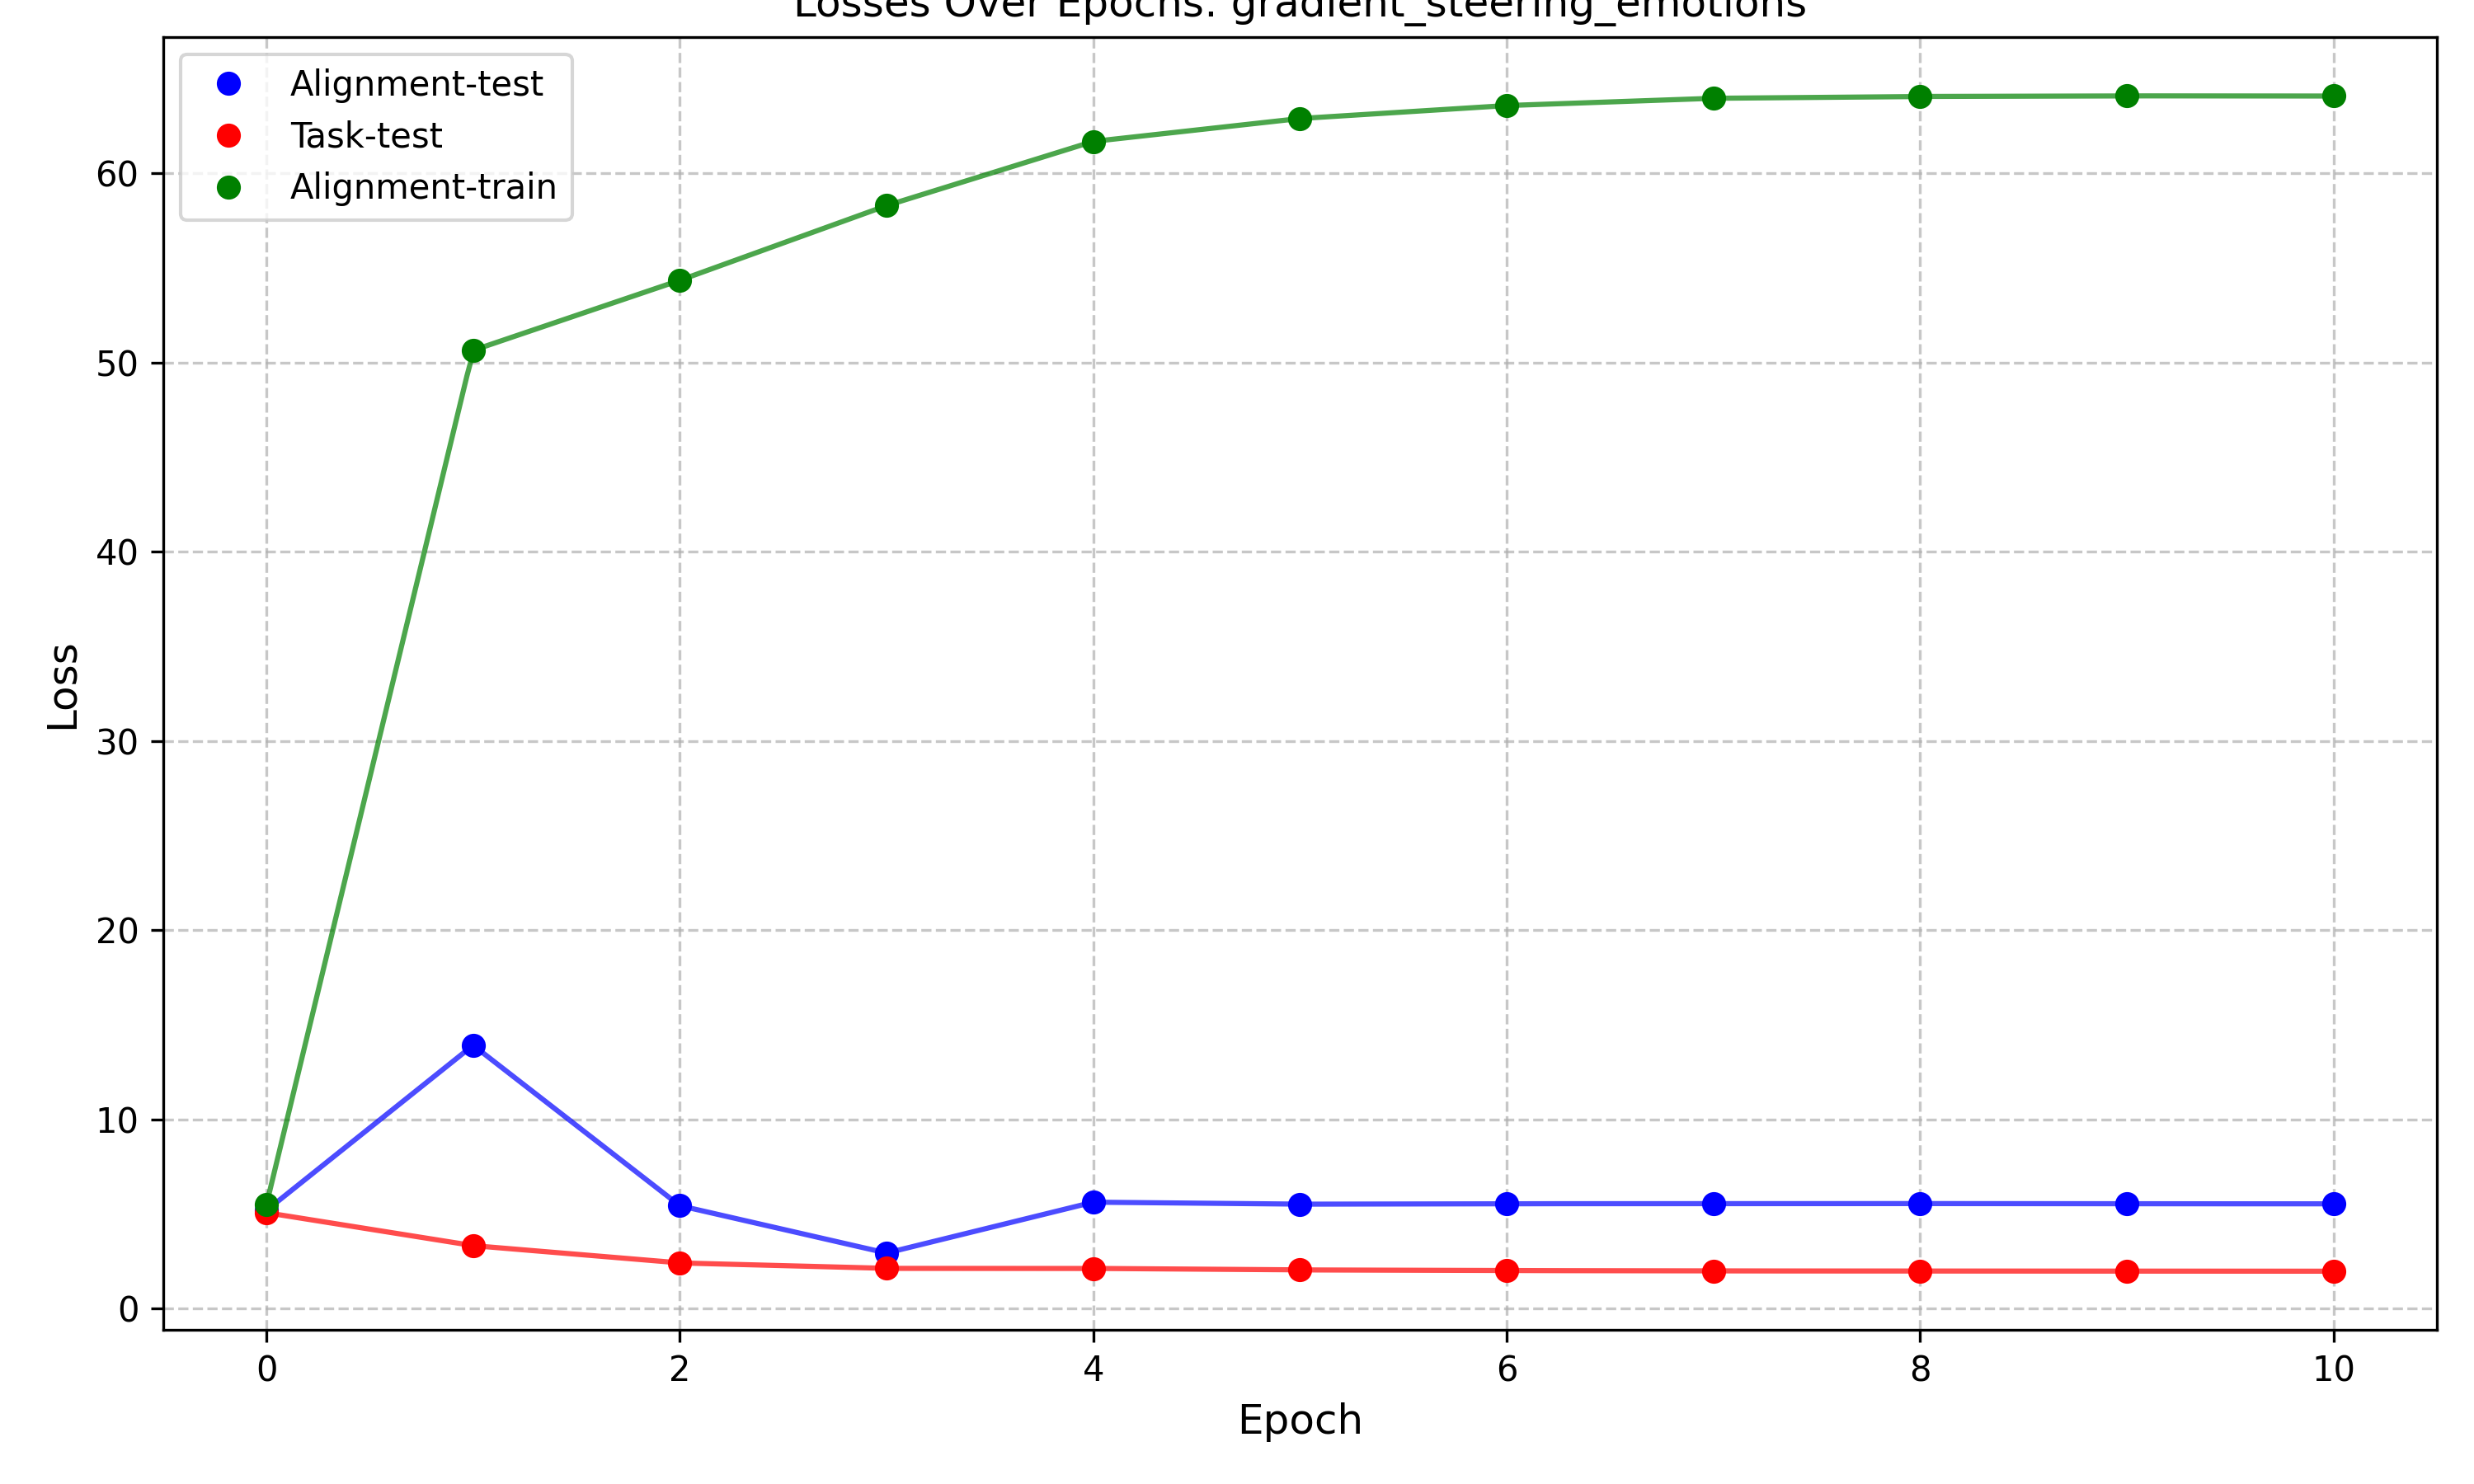 Losses Over Epochs: gradient_steering_emotions
Alignment-test
Task-test
Alignment-train
60
50
40
30
20
10
0
Loss
0 2 4 6 8 10
Epoch